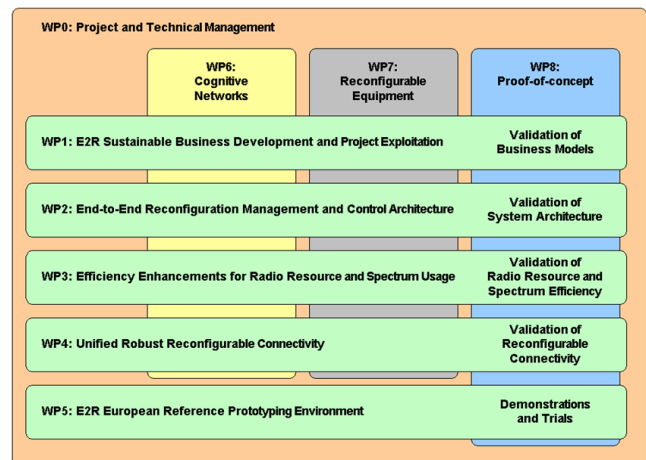 WP0: Project and Technical Management
WP6:
Cognitive
Networks
WP7:
Reconfigurable
Equipment
WP8:
Proof-of-concept
WP1: E2R Sustainable Business Development and Project Exploitation
Validation of
Business Models
WP2: End-to-End Reconfiguration Management and Control Architecture
Validation of
System Architecture
WP3: Efficiency Enhancements for Radio Resource and Spectrum Usage
Validation of
Radio Resource and
Spectrum Efficiency
WP4: Unified Robust Reconfigurable Connectivity
Validation of
Reconfigurable
Connectivity
WP5: E2R European Reference Prototyping Environment
Demonstrations
and Trials